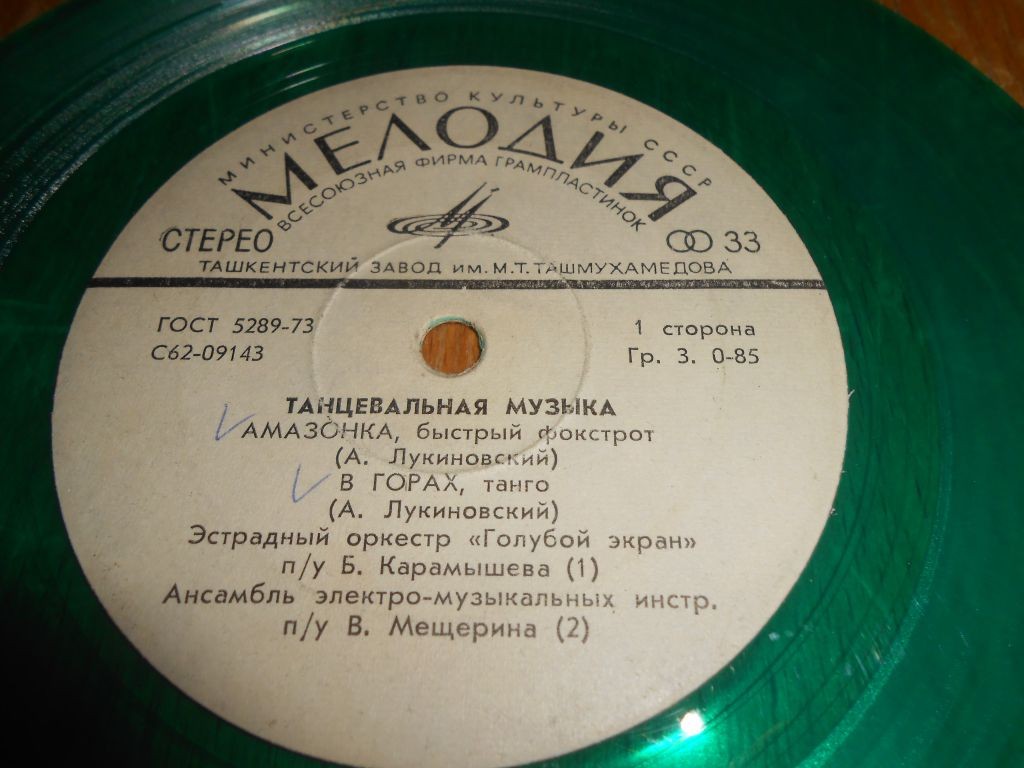 МИНИСТЕРСТВО КУЛЬТУРЫ СССР
МЕЛОДИЯ
ВСЕСОЮЗНАЯ ФИРМА ГРАМПЛАСТИНОК
СТЕРЕО 33
ТАШКЕНТСКИЙ ЗАВОД ИМ. М.Т. ТАШМУХАМЕДОВА
ГОСТ 5289-73 1 сторона
С62-09143 Гр. 3. 0-85
ТАНЦЕВАЛЬНАЯ МУЗЫКА
АМАЗОНКА, быстрый фокстрот
(А. Лукиновский)
В ГОРАХ, танго
(А. Лукиновский)
Эстрадный оркестр «Голубой экран»
п/у Б. Карамышева (1)
Ансамбль электро-музыкальных инстр.
п/у В. Мещерина (2)